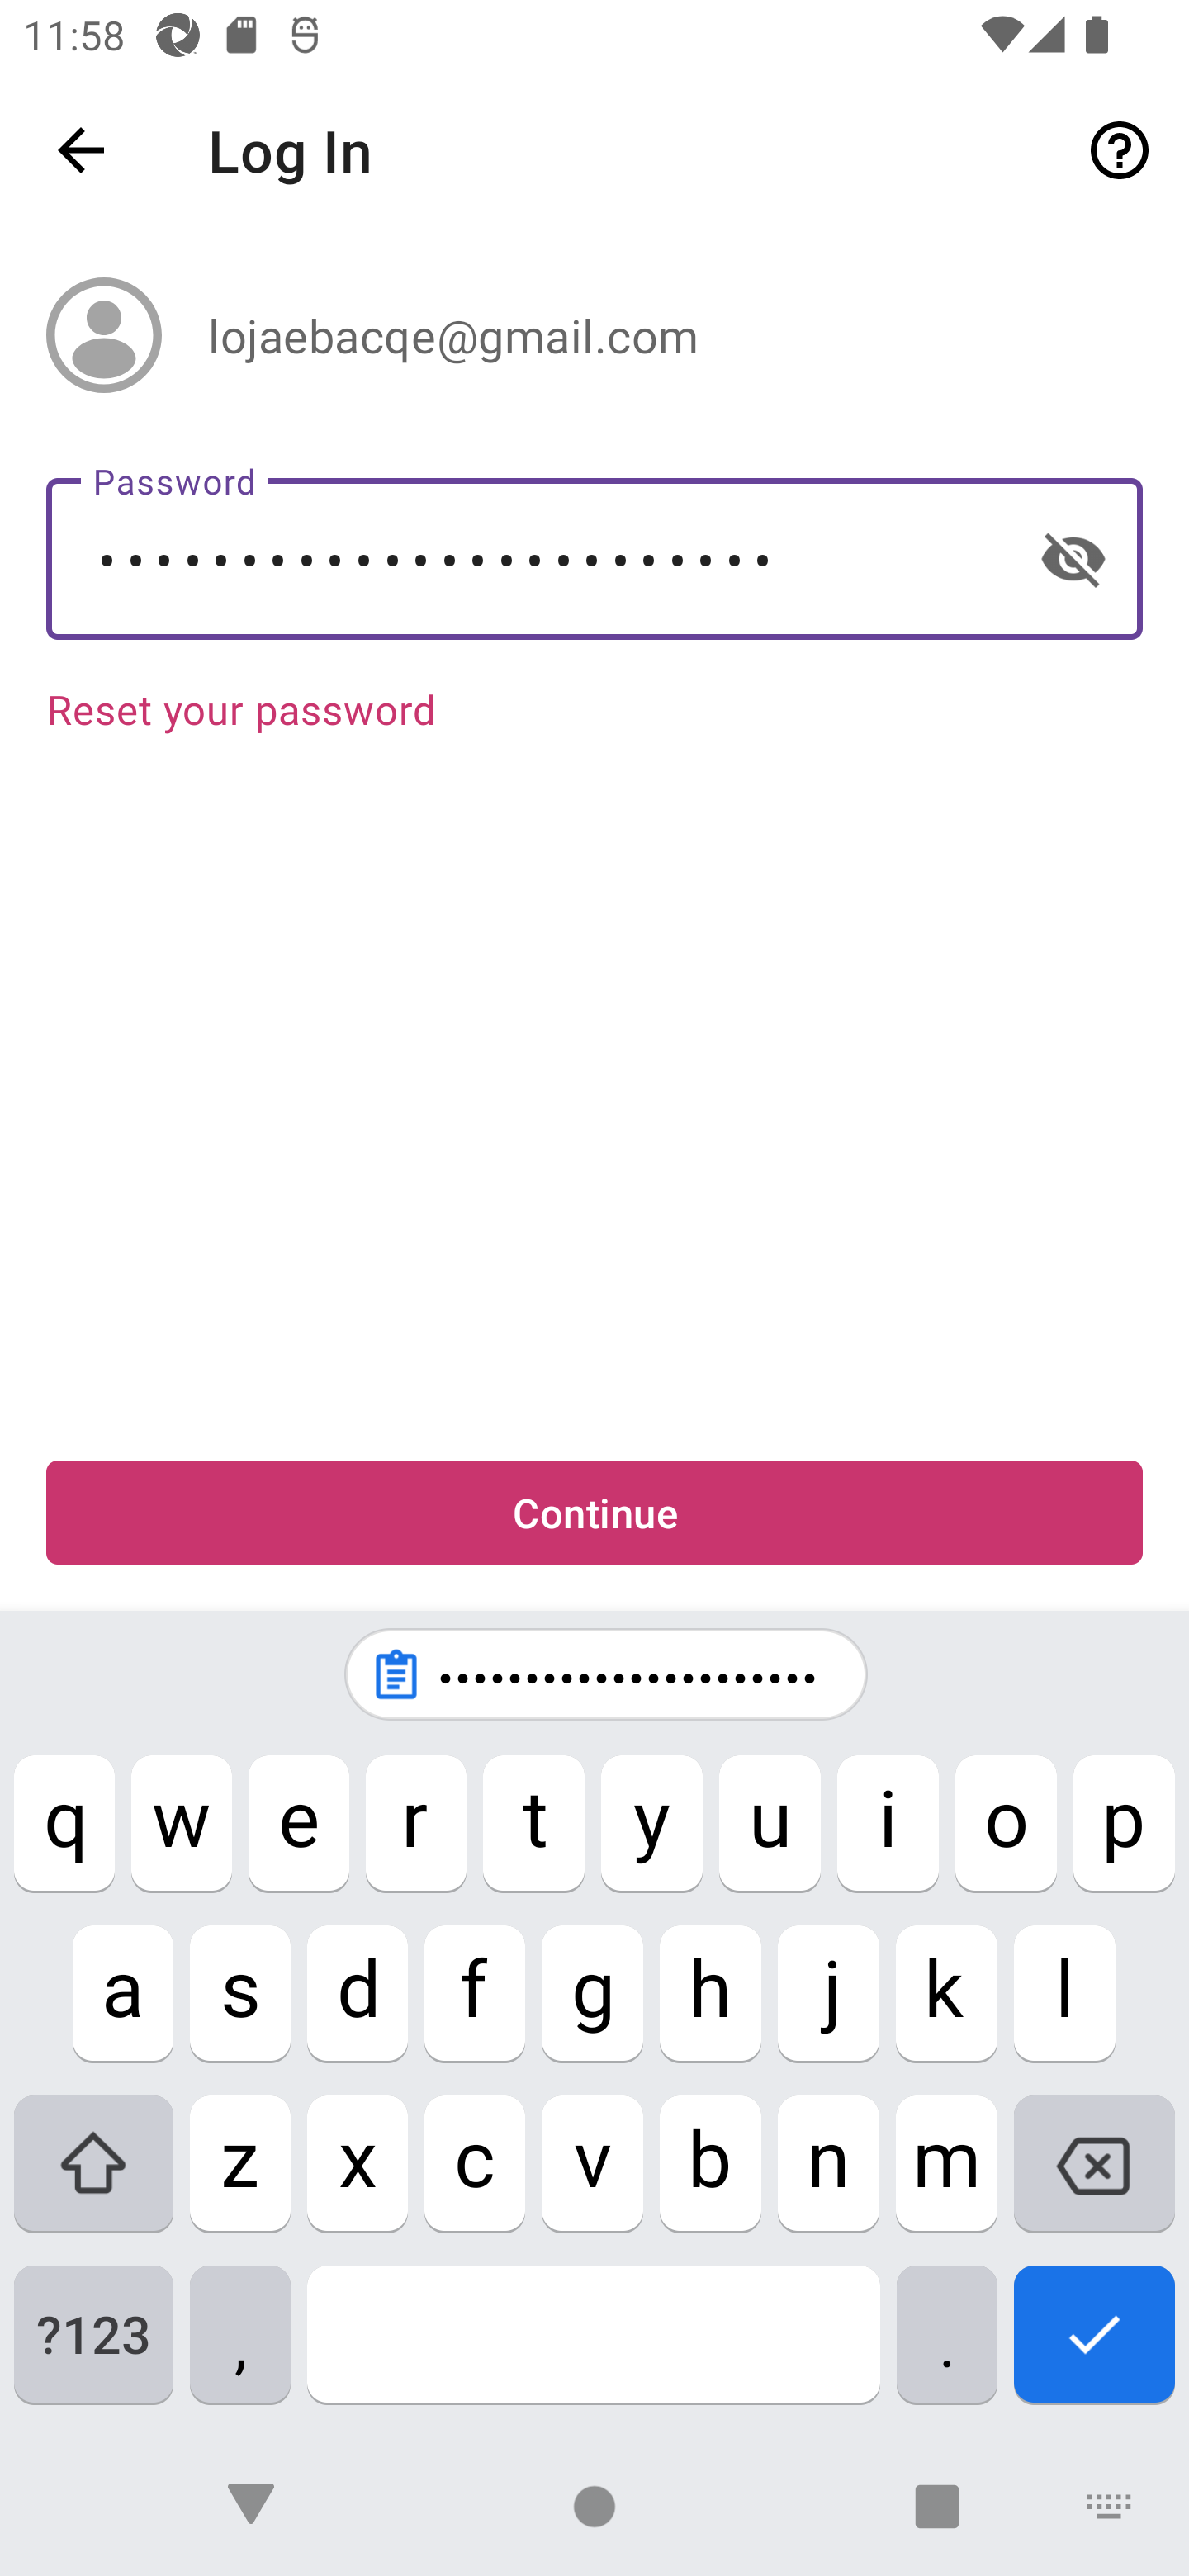 11:58
Log In
lojaebacqe@gmail.com
Password
••••••••••••••••••••••••
Reset your password
Continue
••••••••••••••••••••••
q w e r t y u i o p
a s d f g h j k l
z x c v b n m
?123 , .